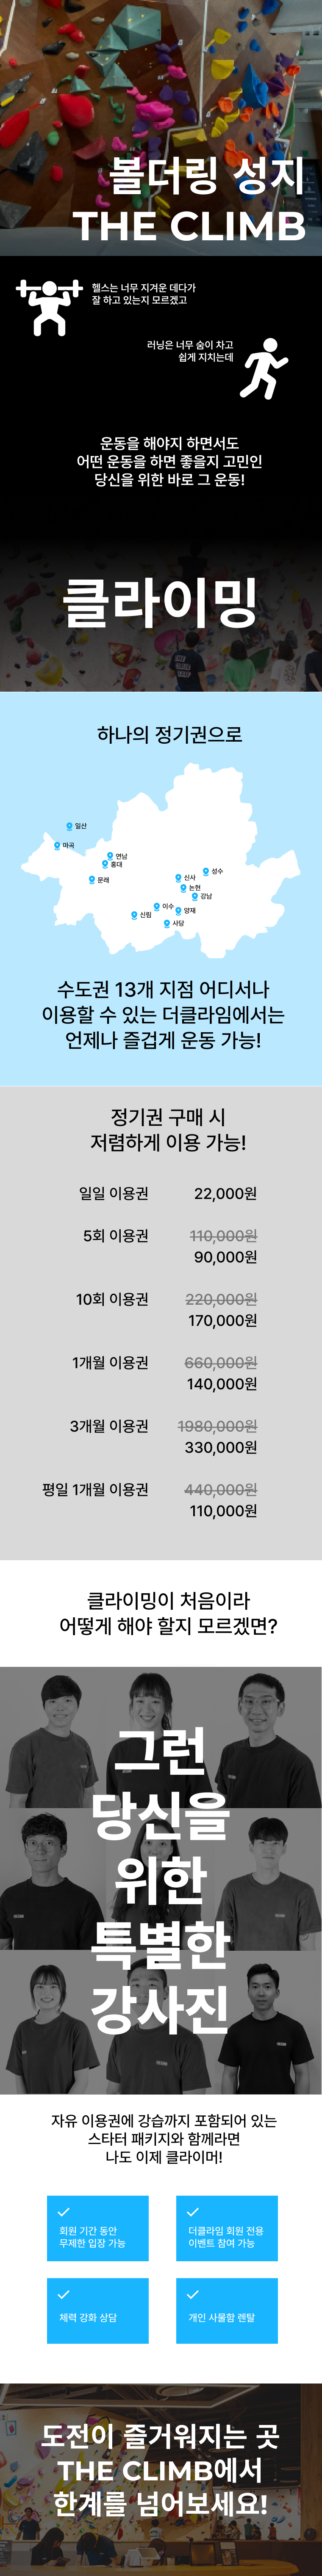 볼더링 성지
THE CLIMB
헬스는 너무 지겨운 데다가
잘 하고 있는지 모르겠고
러닝은 너무 숨이 차고
쉽게 지치는데
운동을 해야지 하면서도
어떤 운동을 하면 좋을지 고민인
당신을 위한 바로 그 운동!
클라이밍
하나의 정기권으로
일산
마곡
연남
홍대
문래
성수
신사
논현
강남
이수
양재
신림
사당
수도권 13개 지점 어디서나
이용할 수 있는 더클라임에서는
언제나 즐겁게 운동 가능!
정기권 구매 시
저렴하게 이용 가능!
일일 이용권 22,000원
5회 이용권 110,000원
90,000원
10회 이용권 220,000원
170,000원
1개월 이용권 660,000원
140,000원
3개월 이용권 1980,000원
330,000원
평일 1개월 이용권 440,000원
110,000원
클라이밍이 처음이라
어떻게 해야 할지 모르겠면?
그런
당신을
위한
특별한
강사진
자유 이용권에 강습까지 포함되어 있는
스타터 패키지와 함께라면
나도 이제 클라이머!
회원 기간 동안
무제한 입장 가능
더클라임 회원 전용
이벤트 참여 가능
체력 강화 상담
개인 사물함 렌탈
도전이 즐거워지는 곳
THE CLIMB에서
한계를 넘어보세요!